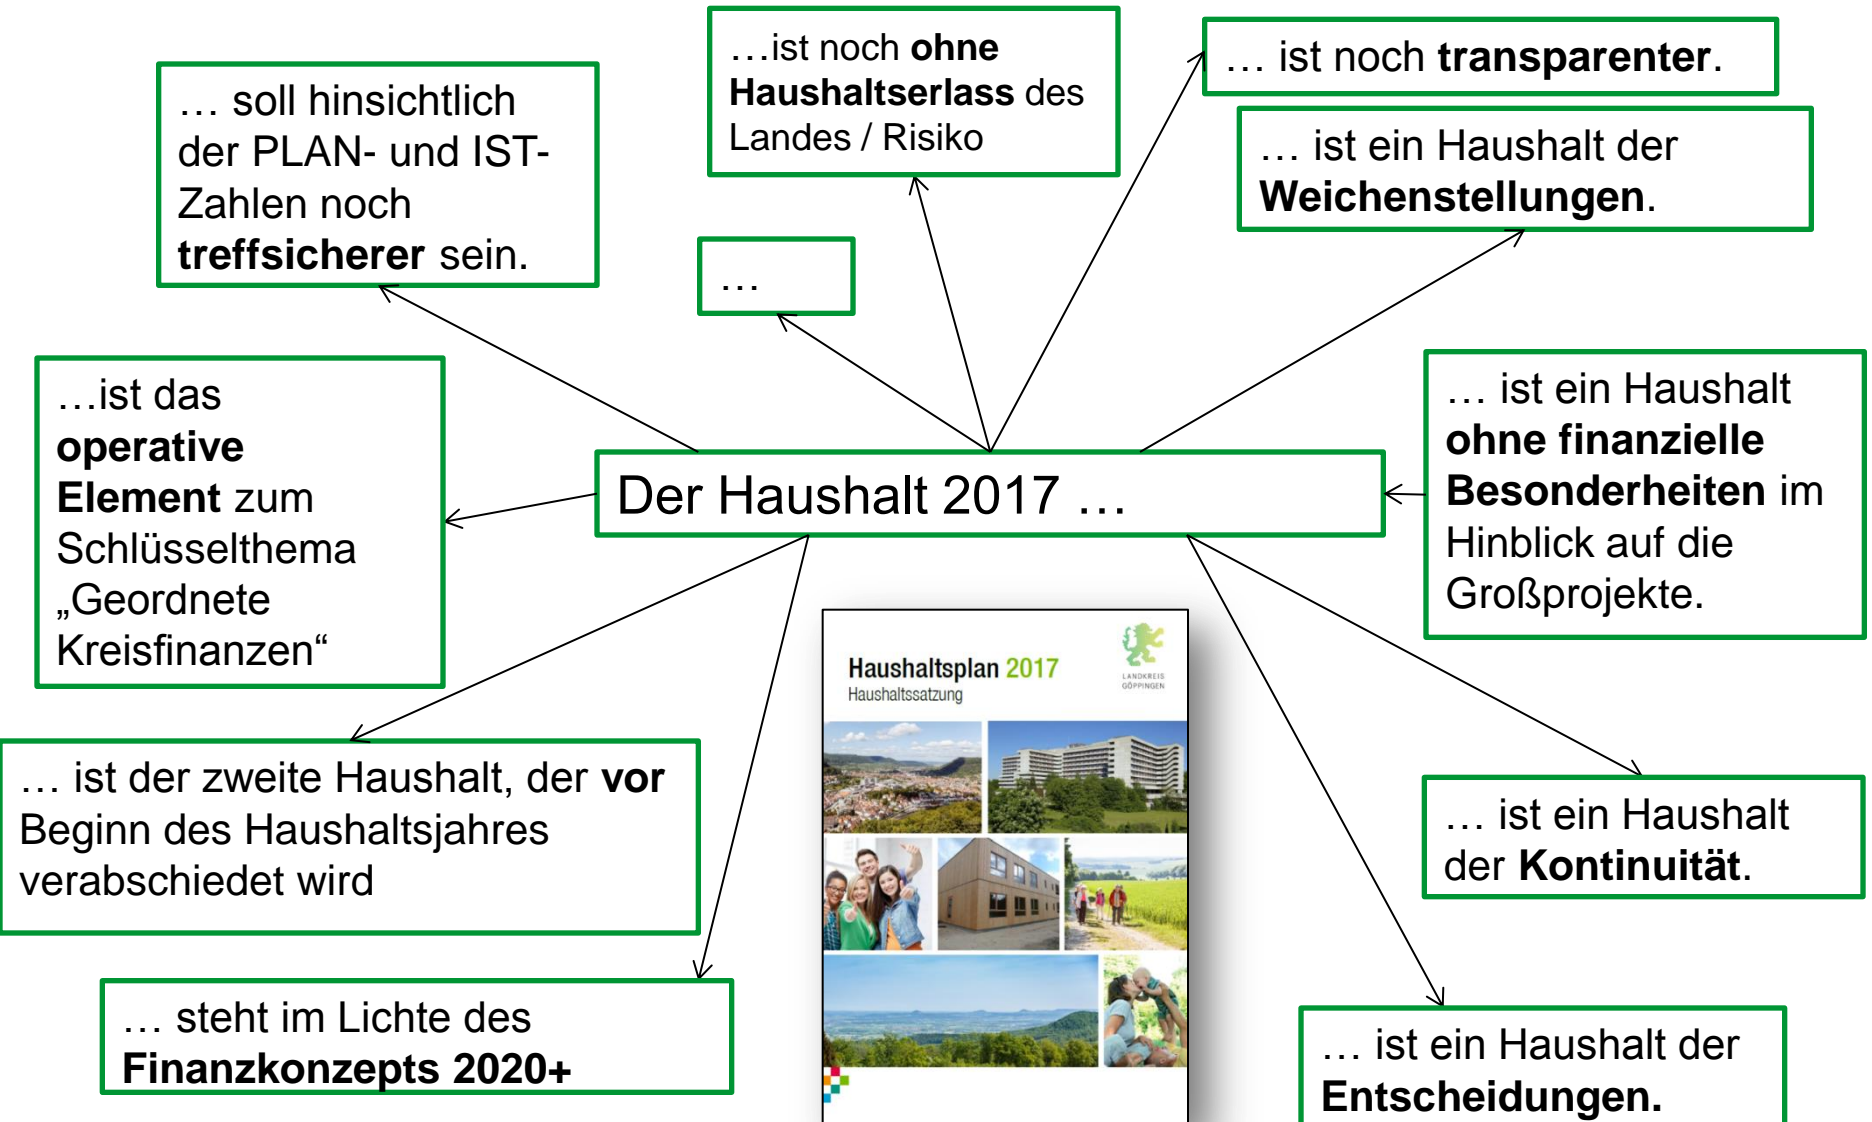 … soll hinsichtlich
der PLAN- und IST-
Zahlen noch
treffsicherer sein.
…ist noch ohne
Haushaltserlass des
Landes / Risiko
… ist noch transparenter.
… ist ein Haushalt der
Weichenstellungen.
…
…ist das
operative
Element zum
Schlüsselthema
„Geordnete
Kreisfinanzen“
Der Haushalt 2017 …
… ist ein Haushalt
ohne finanzielle
Besonderheiten im
Hinblick auf die
Großprojekte.
Haushaltsplan 2017
Haushaltssatzung
LANDKREIS
GÖPPINGEN
… ist der zweite Haushalt, der vor
Beginn des Haushaltsjahres
verabschiedet wird
… ist ein Haushalt
der Kontinuität.
… steht im Lichte des
Finanzkonzepts 2020+
… ist ein Haushalt der
Entscheidungen.